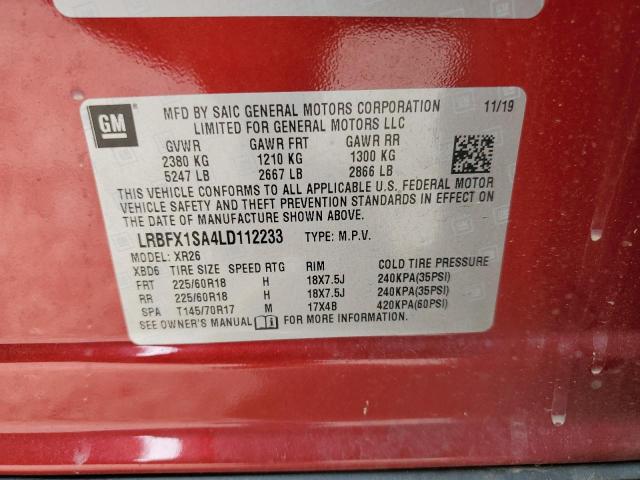 GM
MFD BY SAIC GENERAL MOTORS CORPORATION 11/19
LIMITED FOR GENERAL MOTORS LLC
GVWR GAWR FRT GAWR RR
2380 KG 1210 KG 1300 KG
5247 LB 2667 LB 2866 LB
THIS VEHICLE CONFORMS TO ALL APPLICABLE U.S. FEDERAL MOTOR
VEHICLE SAFETY AND THEFT PREVENTION STANDARDS IN EFFECT ON
THE DATE OF MANUFACTURE SHOWN ABOVE.
LRBFX1SA4LD112233 TYPE: M.P.V.
MODEL: XR26
XBD6 TIRE SIZE SPEED RTG RIM COLD TIRE PRESSURE
FRT 225/60R18 H 18X7.5J 240KPA(35PSI)
RR 225/60R18 H 18X7.5J 240KPA(35PSI)
SPA T145/70R17 M 17X4B 420KPA(60PSI)
SEE OWNER'S MANUAL FOR MORE INFORMATION.